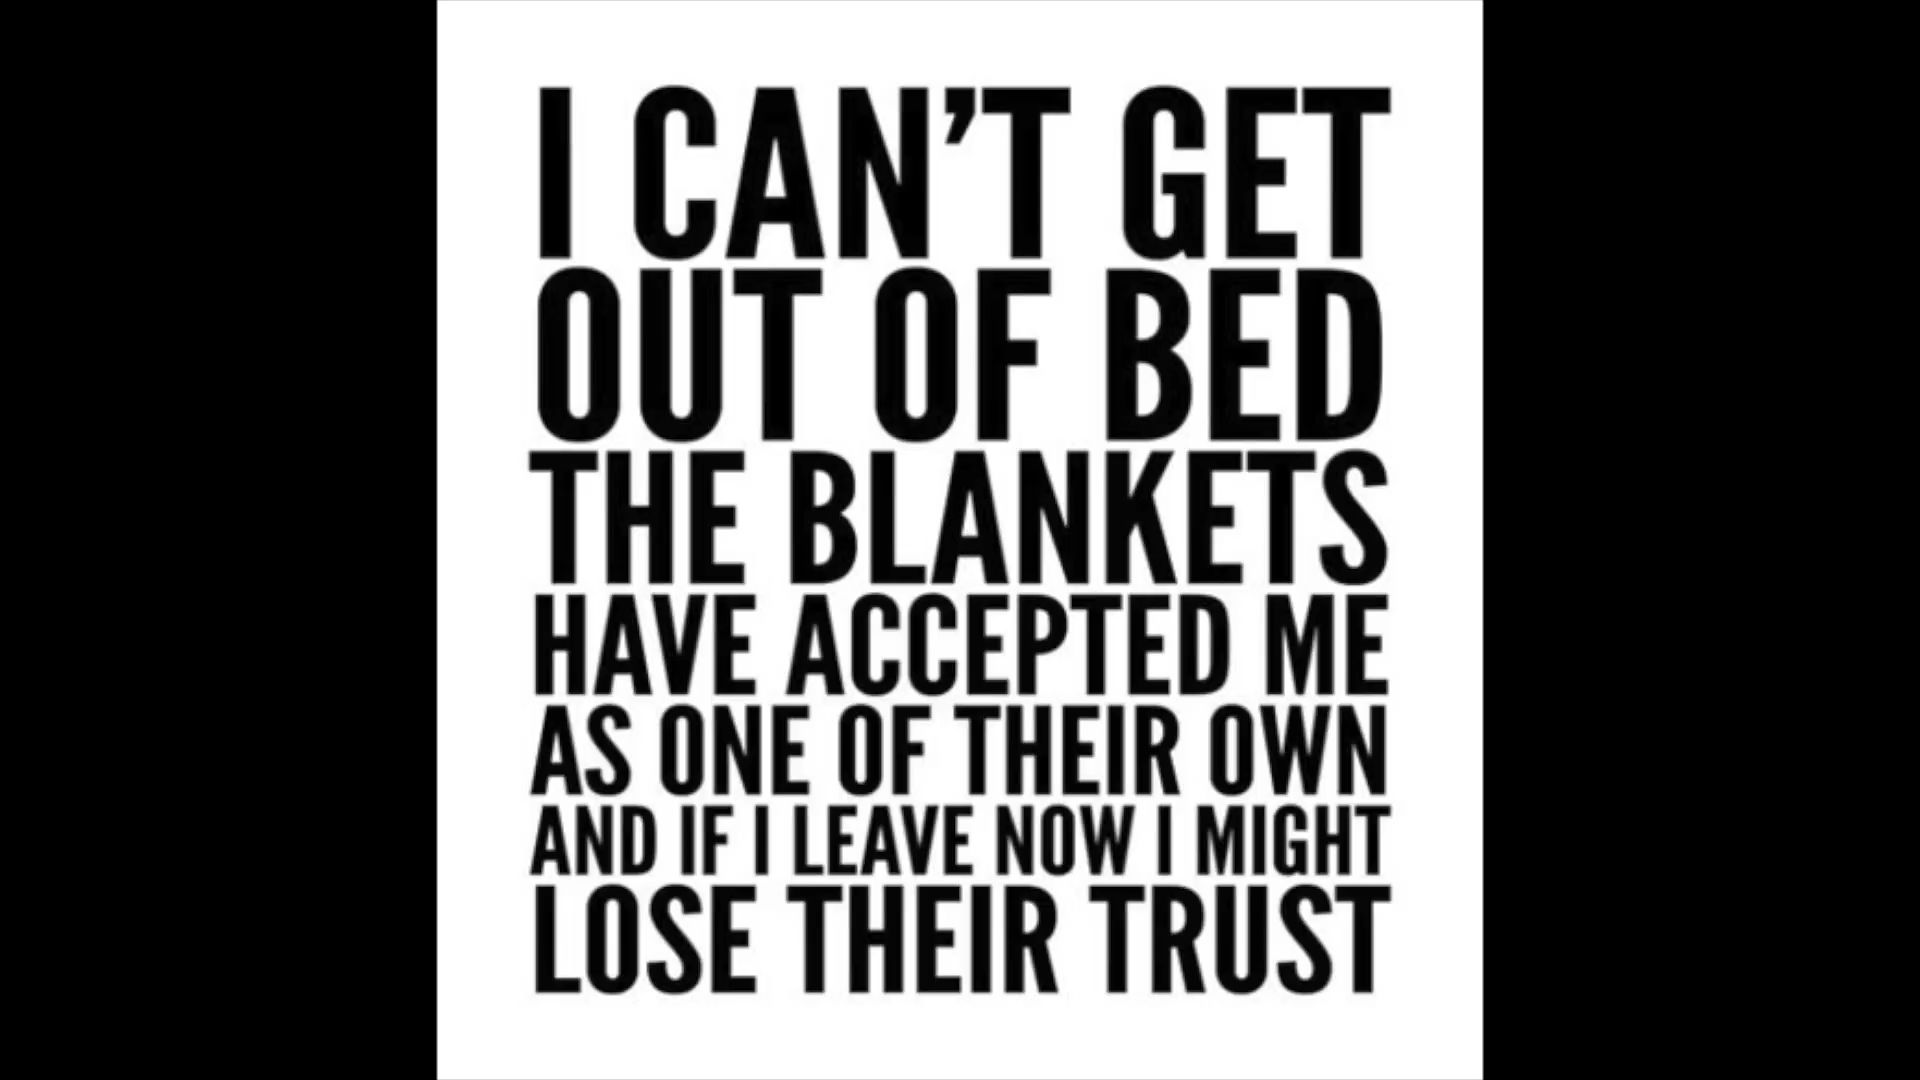 I CAN’T GET
OUT OF BED
THE BLANKETS
HAVE ACCEPTED ME
AS ONE OF THEIR OWN
AND IF I LEAVE NOW I MIGHT
LOSE THEIR TRUST